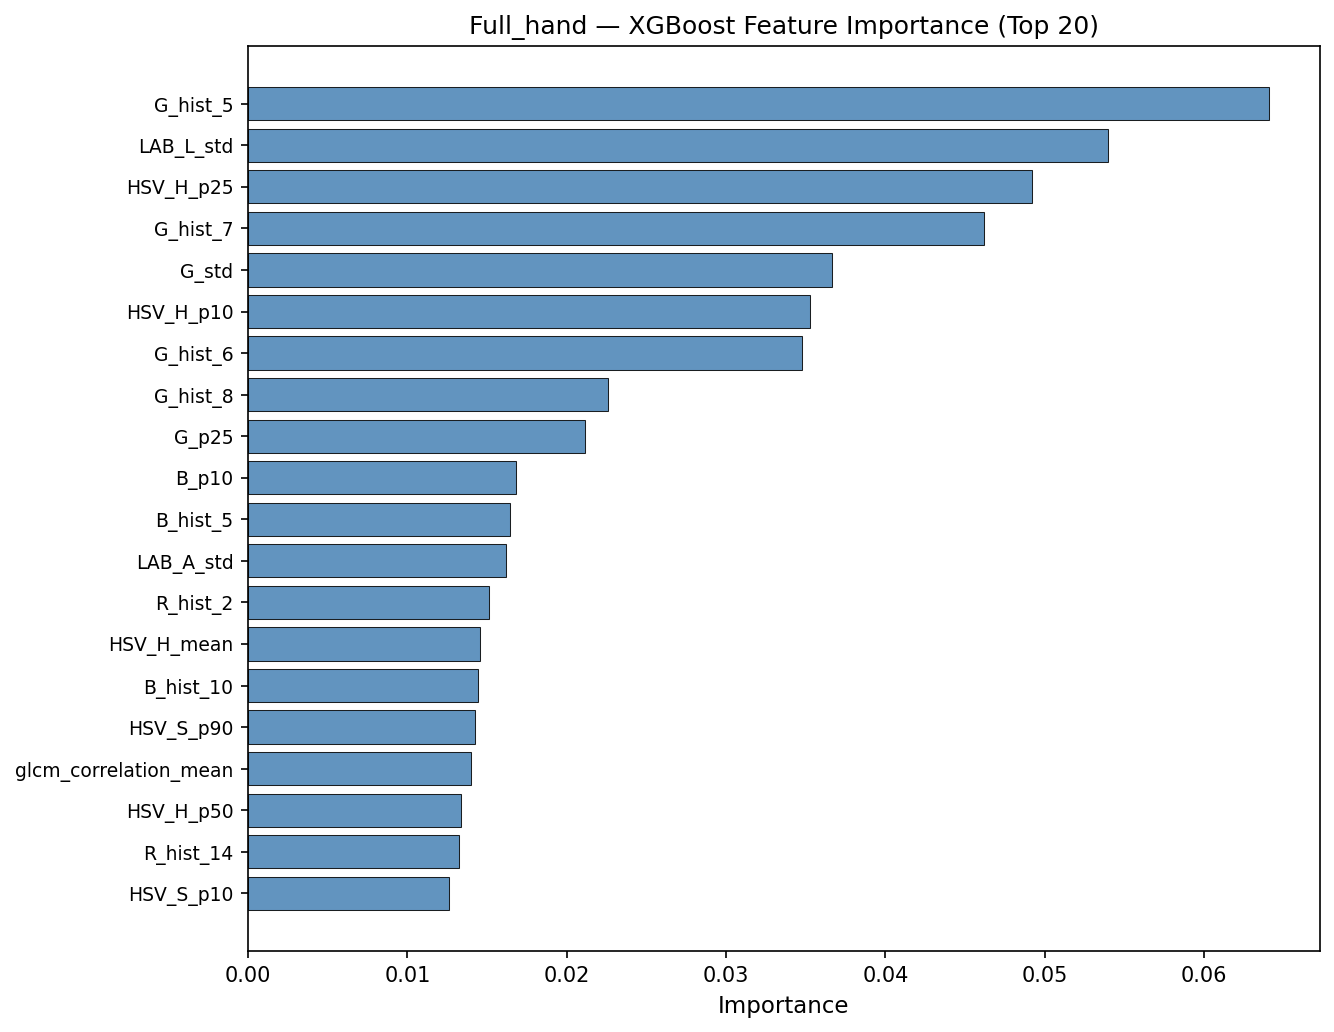 Full_hand — XGBoost Feature Importance (Top 20)
G_hist_5
LAB_L_std
HSV_H_p25
G_hist_7
G_std
HSV_H_p10
G_hist_6
G_hist_8
G_p25
B_p10
B_hist_5
LAB_A_std
R_hist_2
HSV_H_mean
B_hist_10
HSV_S_p90
glcm_correlation_mean
HSV_H_p50
R_hist_14
HSV_S_p10
0.00 0.01 0.02 0.03 0.04 0.05 0.06
Importance